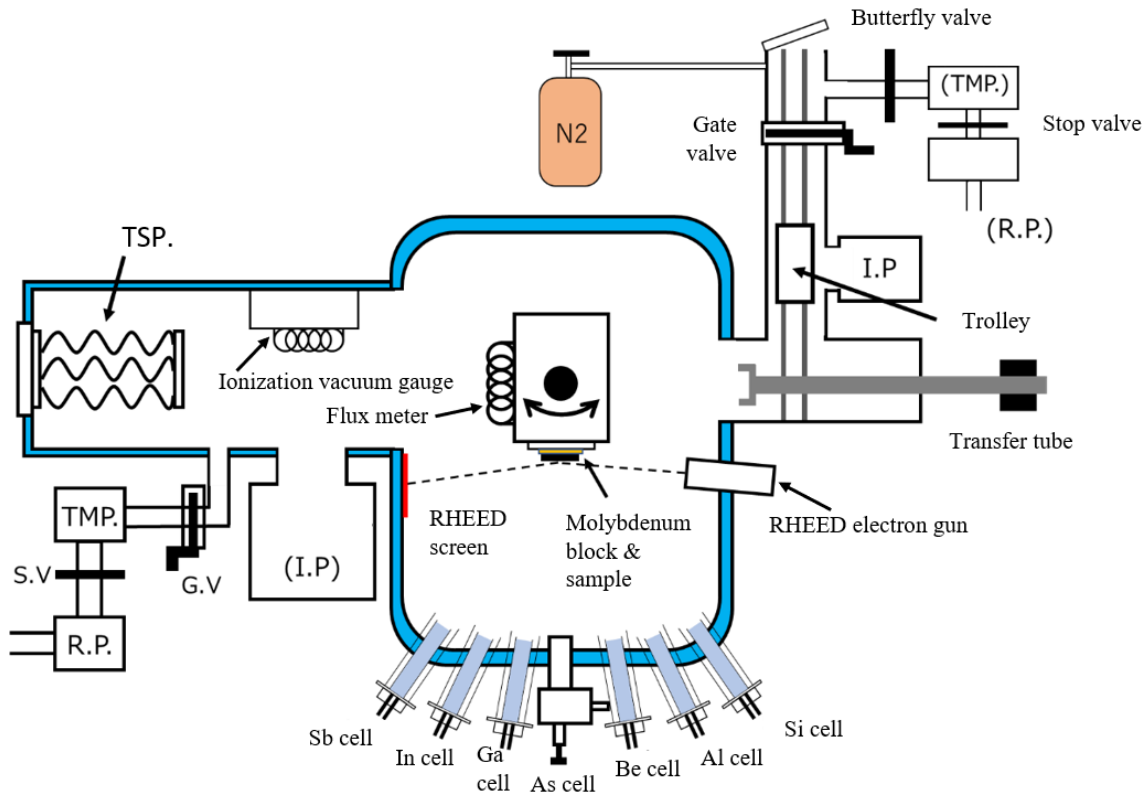 Butterfly valve
(TMP.)
N2
Gate
valve
Stop valve
(R.P.)
TSP.
I.P
Trolley
Ionization vacuum gauge
Flux meter
Transfer tube
TMP.
RHEED
screen
Molybdenum
block &
sample
RHEED electron gun
S.V
G.V
(I.P)
R.P.
Sb cell
In cell
Ga
cell
As cell
Be cell
Al cell
Si cell